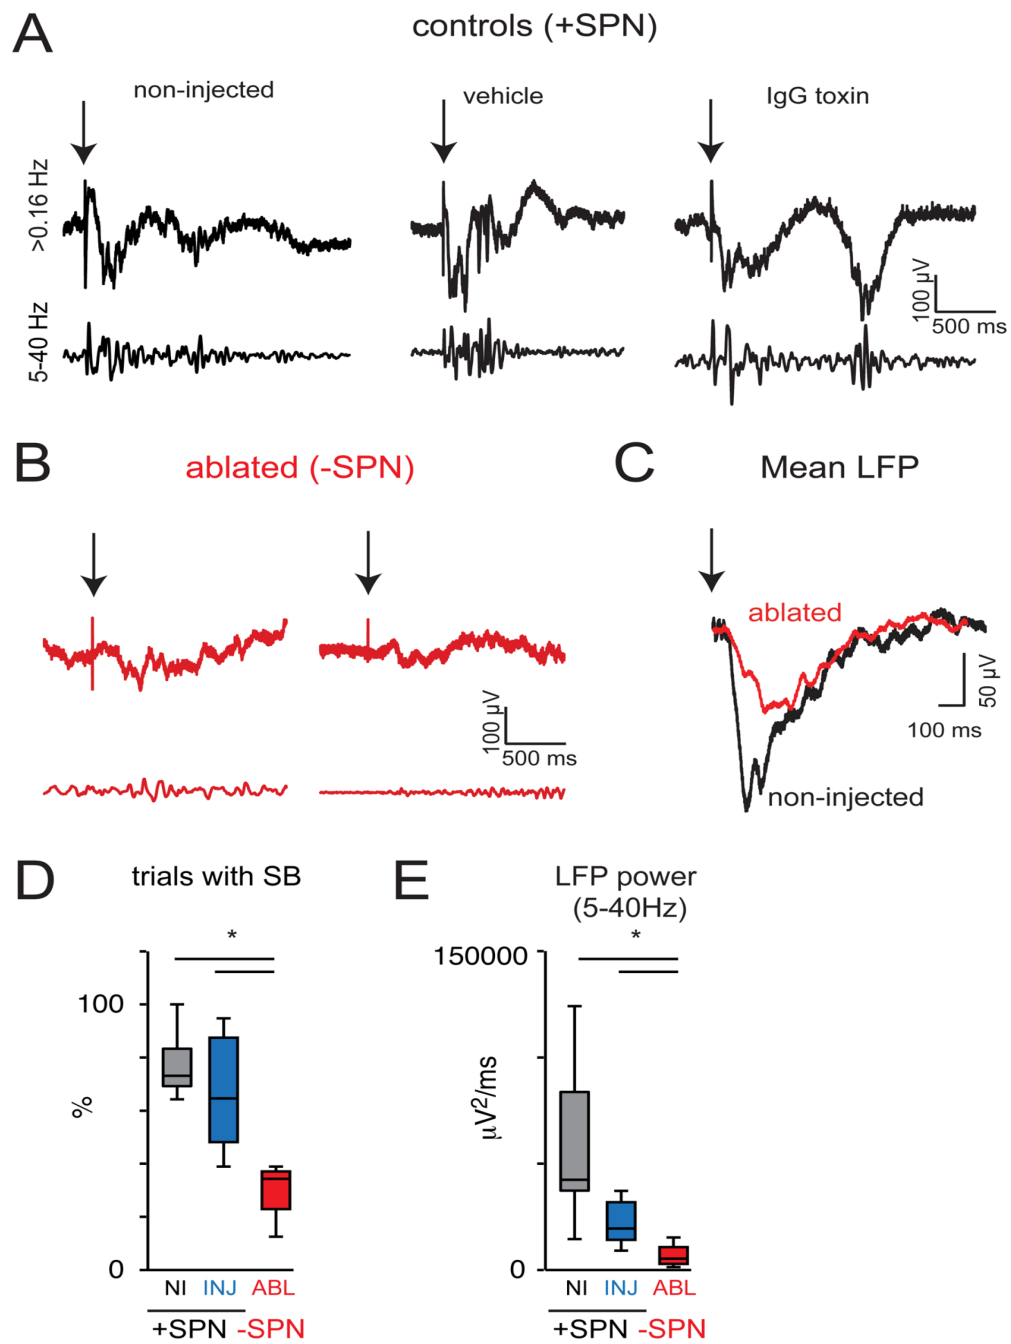 A
controls (+SPN)
non-injected
vehicle
IgG toxin
>0.16 Hz
5-40 Hz
100 µV
500 ms
B
ablated (-SPN)
100 µV
500 ms
C
Mean LFP
ablated
non-injected
50 µV
100 ms
D
trials with SB
*
100
%
0
NI INJ ABL
+SPN -SPN
E
LFP power
(5-40Hz)
*
150000
µV²/ms
0
NI INJ ABL
+SPN -SPN